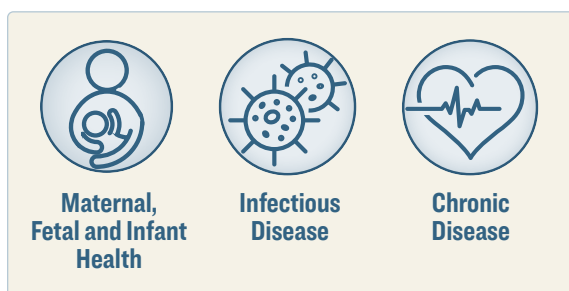 Maternal,
Fetal and Infant
Health
Infectious
Disease
Chronic
Disease